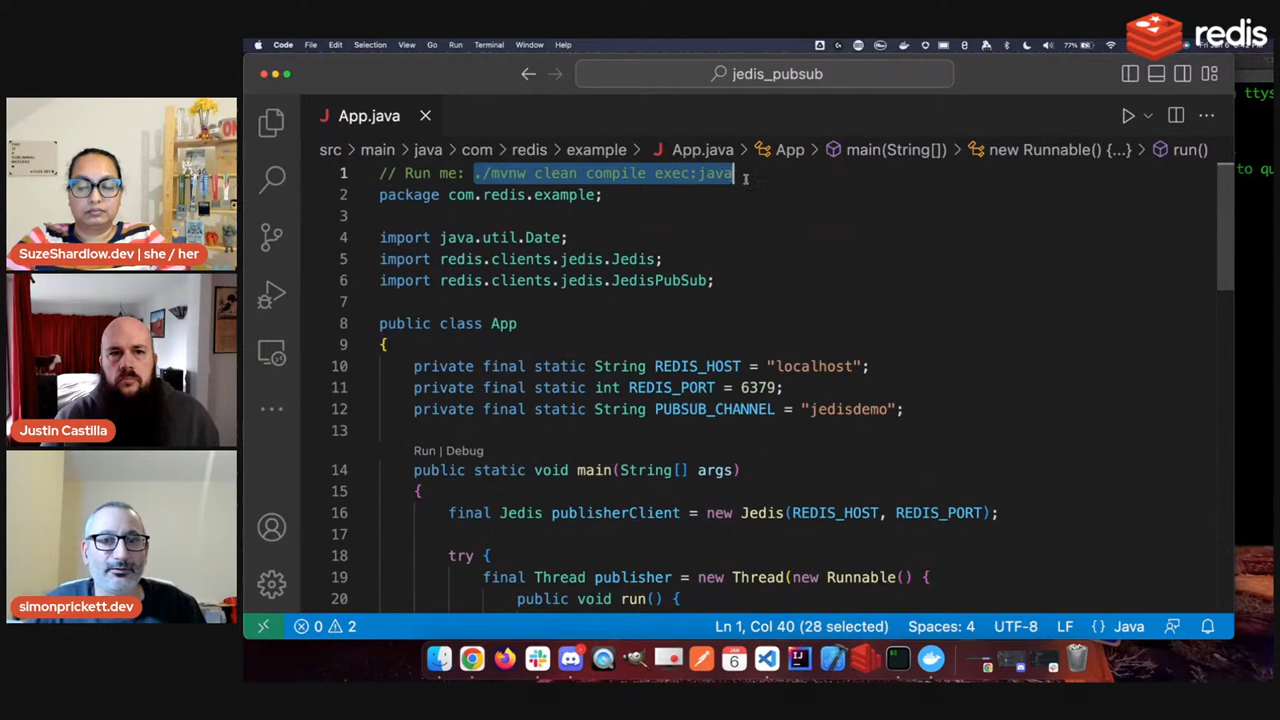 redis
Code File Edit Selection View Go Run Terminal Window Help
77%
jedis_pubsub
ttys
App.java
src > main > java > com > redis > example > App.java > App > main(String[]) > new Runnable() {...} > run()
1 // Run me: ./mvnw clean compile exec:java
2 package com.redis.example;
3
4 import java.util.Date;
5 import redis.clients.jedis.Jedis;
6 import redis.clients.jedis.JedisPubSub;
7
8 public class App
9 {
10 private final static String REDIS_HOST = "localhost";
11 private final static int REDIS_PORT = 6379;
12 private final static String PUBSUB_CHANNEL = "jedisdemo";
13
Run | Debug
14 public static void main(String[] args)
15 {
16 final Jedis publisherClient = new Jedis(REDIS_HOST, REDIS_PORT);
17
18 try {
19 final Thread publisher = new Thread(new Runnable() {
20 public void run() {
to qu
0 2 Ln 1, Col 40 (28 selected) Spaces: 4 UTF-8 LF {} Java
JAN
6
SuzeShardlow.dev | she / her
Justin Castilla
simonprickett.dev